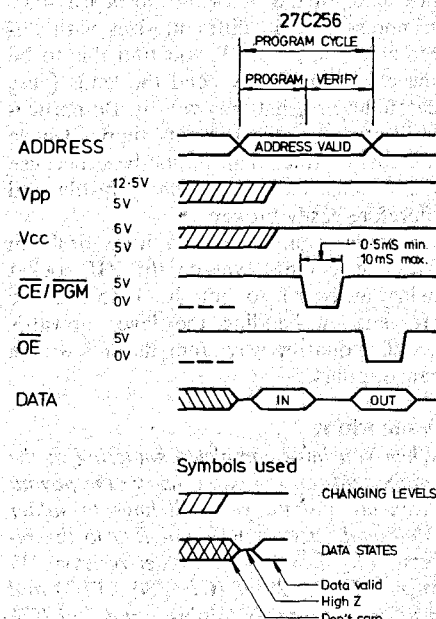 27C256
PROGRAM CYCLE
PROGRAM VERIFY
ADDRESS
ADDRESS VALID
Vpp
12·5V
5V
Vcc
6V
5V
0·5mS min.
10mS max.
CE/PGM
5V
0V
OE
5V
0V
DATA
IN
OUT
Symbols used
CHANGING LEVELS
DATA STATES
Data valid
High Z
Don't care